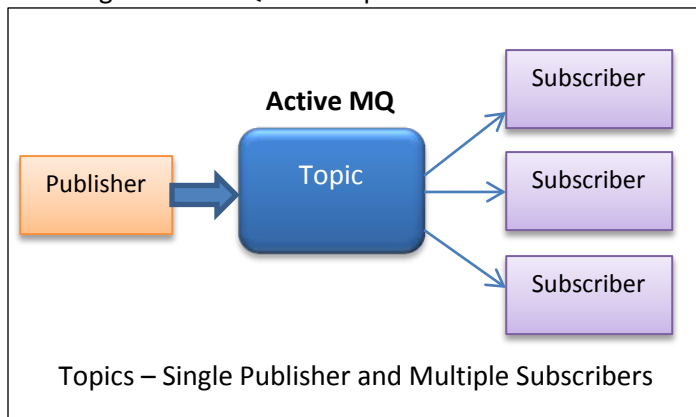 Active MQ
Publisher
Topic
Subscriber
Subscriber
Subscriber
Topics – Single Publisher and Multiple Subscribers